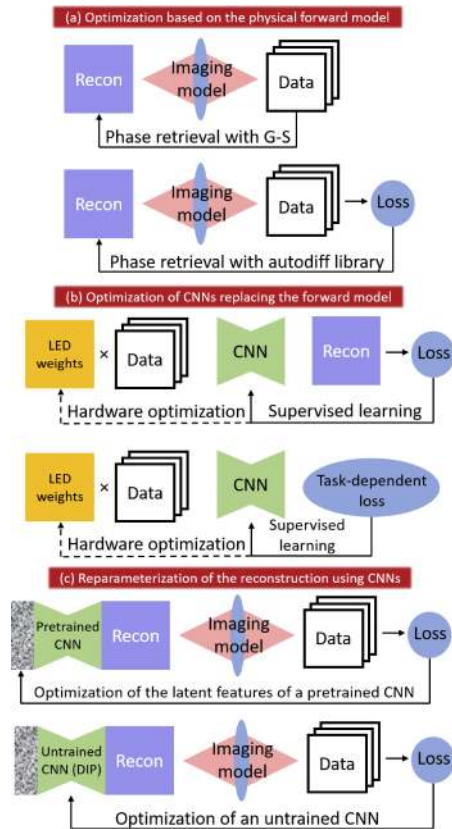 (a) Optimization based on the physical forward model
Recon
Imaging
model
Data
Phase retrieval with G-S
Recon
Imaging
model
Data
Loss
Phase retrieval with autodiff library
(b) Optimization of CNNs replacing the forward model
LED
weights
×
Data
CNN
Recon
Loss
Hardware optimization
Supervised learning
LED
weights
×
Data
CNN
Task-dependent
loss
Hardware optimization
Supervised
learning
(c) Reparameterization of the reconstruction using CNNs
Pretrained
CNN
Recon
Imaging
model
Data
Loss
Optimization of the latent features of a pretrained CNN
Untrained
CNN (DIP)
Recon
Imaging
model
Data
Loss
Optimization of an untrained CNN